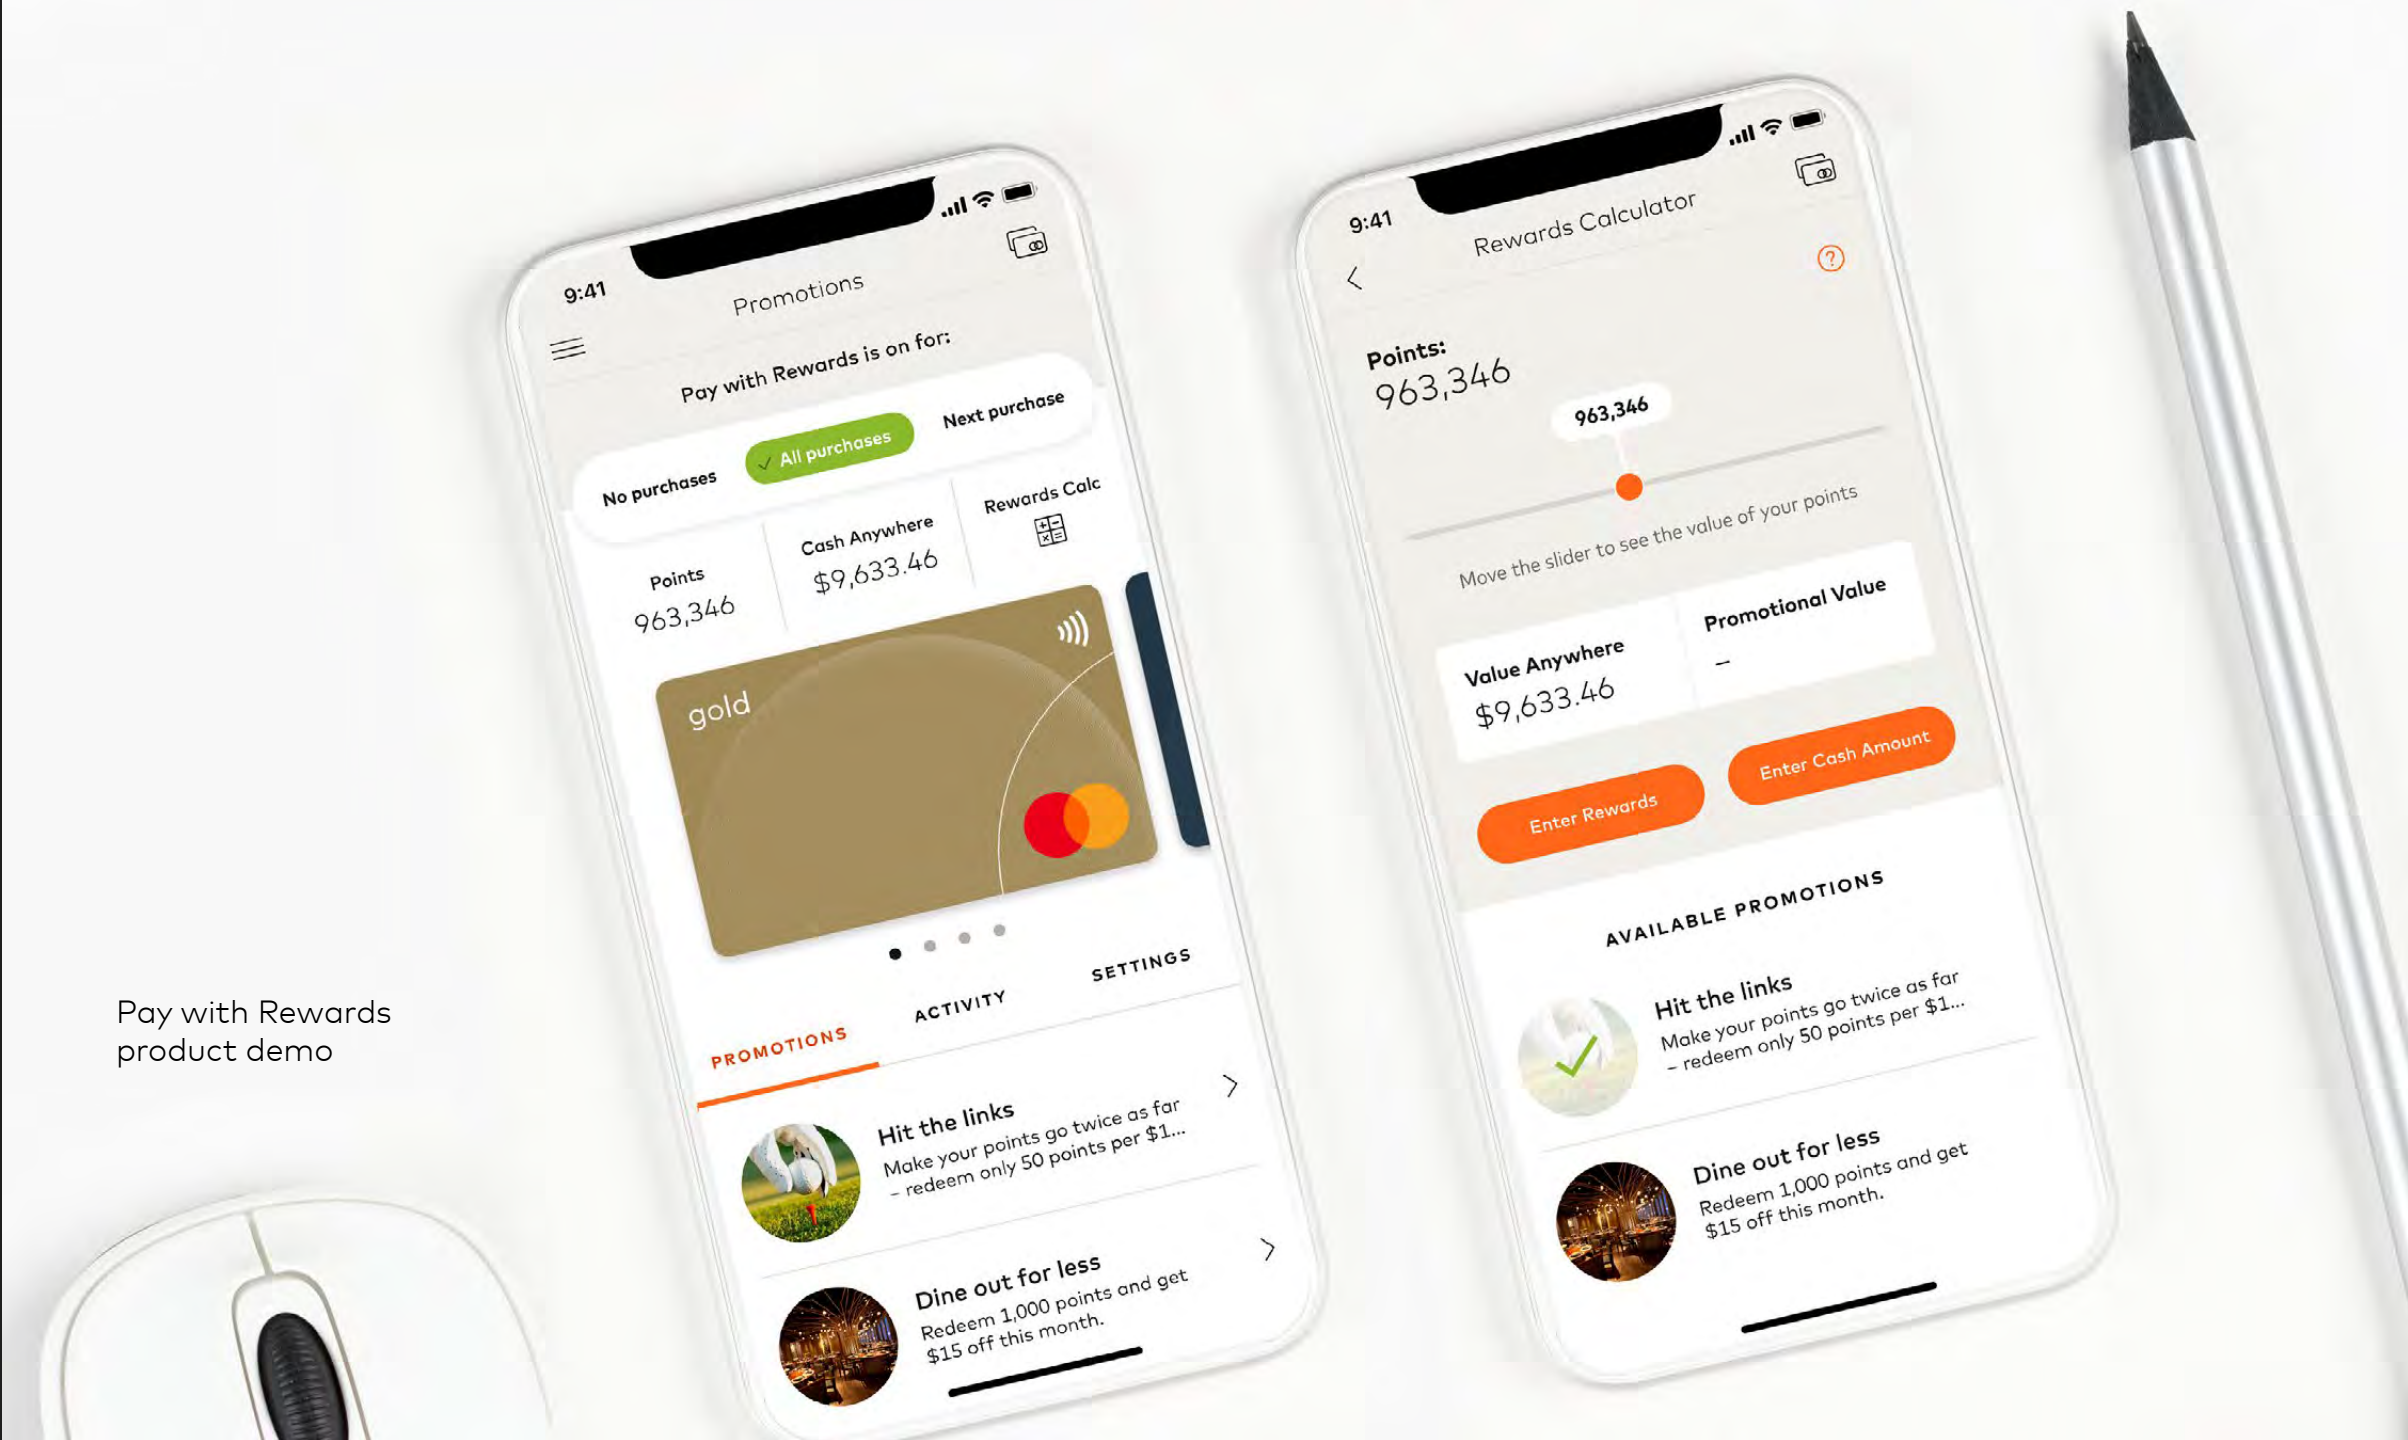 9:41
Promotions
Pay with Rewards is on for:
No purchases
All purchases
Next purchase
Points
963,346
Cash Anywhere
$9,633.46
Rewards Calc
gold
PROMOTIONS
ACTIVITY
SETTINGS
Hit the links
Make your points go twice as far
– redeem only 50 points per $1...
Dine out for less
Redeem 1,000 points and get
$15 off this month.
9:41
Rewards Calculator
?
Points:
963,346
963,346
Move the slider to see the value of your points
Value Anywhere
$9,633.46
Promotional Value
–
Enter Rewards
Enter Cash Amount
AVAILABLE PROMOTIONS
Hit the links
Make your points go twice as far
– redeem only 50 points per $1...
Dine out for less
Redeem 1,000 points and get
$15 off this month.
Pay with Rewards
product demo